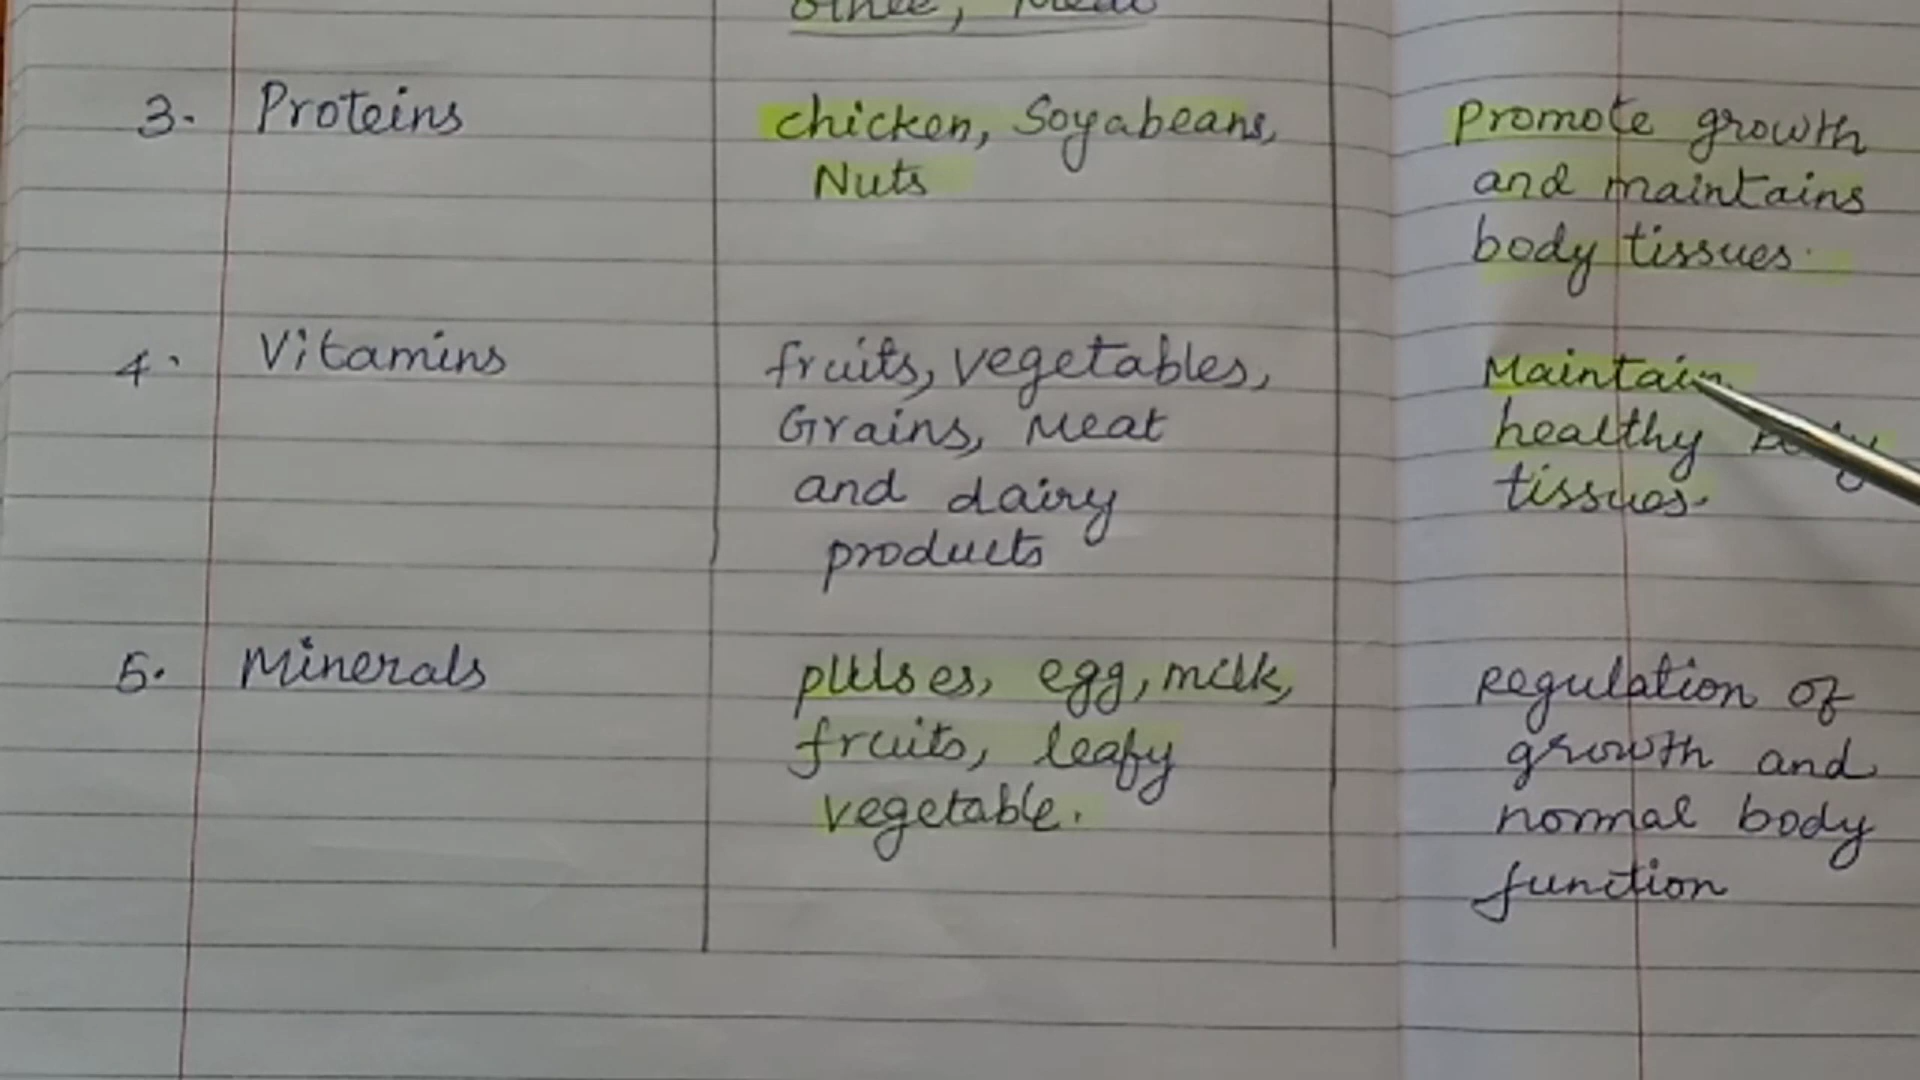 3. Proteins chicken, Soyabeans, promote growth
Nuts and maintains
body tissues.
4. Vitamins fruits, vegetables, Maintain
Grains, Meat healthy body
and dairy tissues.
products
5. Minerals pulses, egg, milk, regulation of
fruits, leafy growth and
vegetable. normal body
function